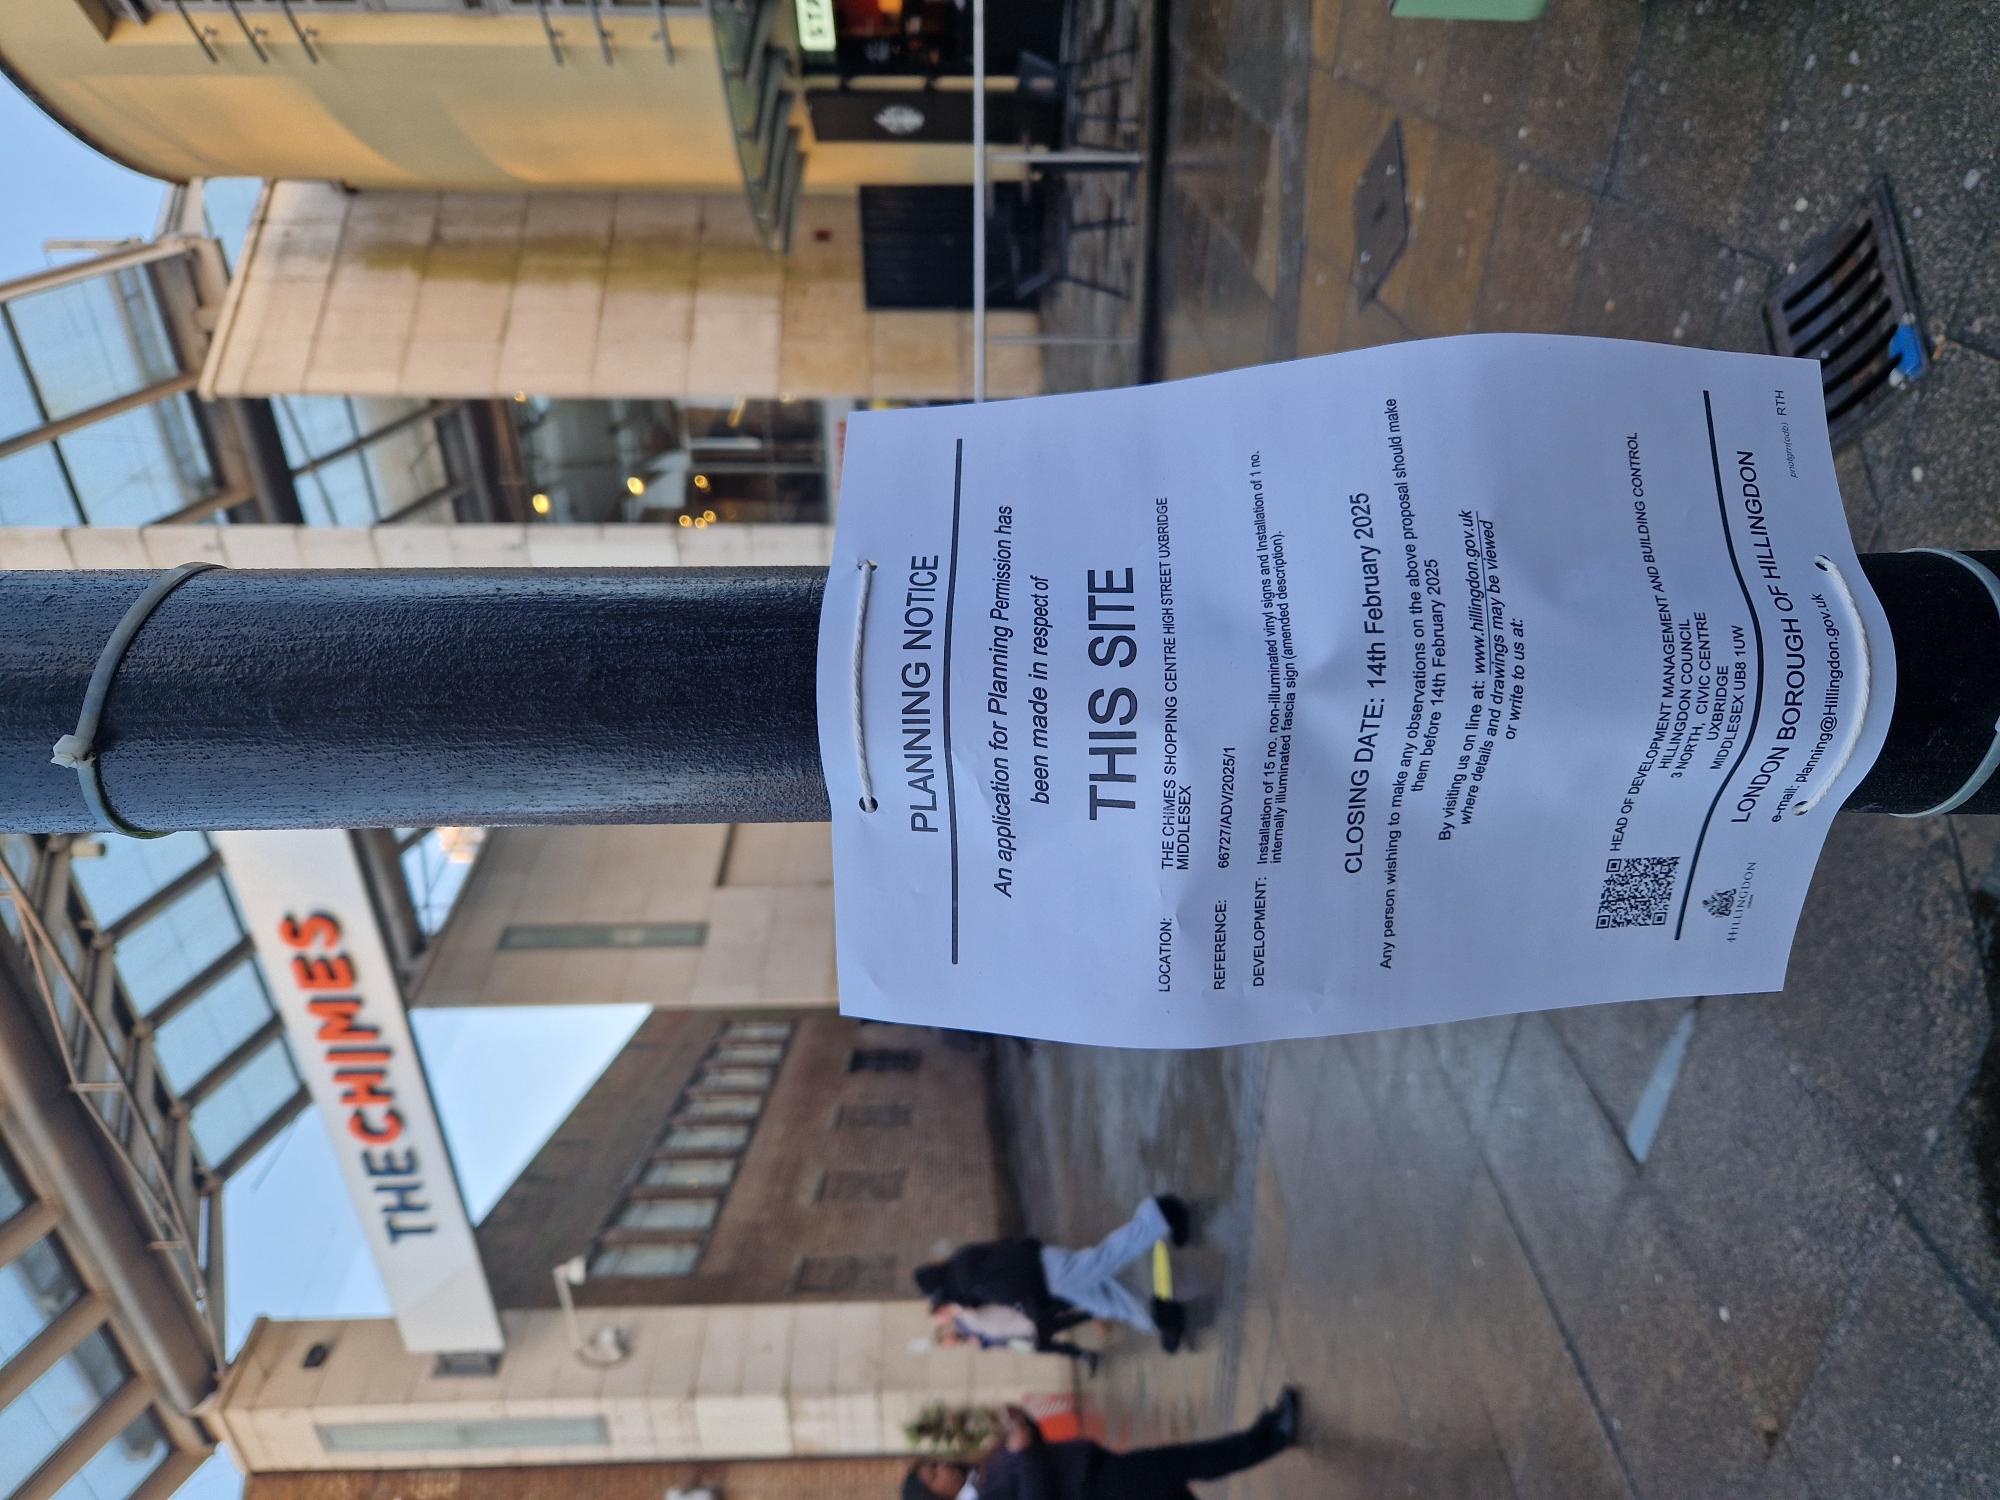 THE CHIMES
STA
PLANNING NOTICE
An application for Planning Permission has
been made in respect of
THIS SITE
LOCATION: THE CHIMES SHOPPING CENTRE HIGH STREET UXBRIDGE
MIDDLESEX
REFERENCE: 66727/ADV/2025/1
DEVELOPMENT: Installation of 15 no. non-illuminated vinyl signs and Installation of 1 no.
internally illuminated fascia sign (amended description).
CLOSING DATE: 14th February 2025
Any person wishing to make any observations on the above proposal should make
them before 14th February 2025
By visiting us on line at: www.hillingdon.gov.uk
where details and drawings may be viewed
or write to us at:
HEAD OF DEVELOPMENT MANAGEMENT AND BUILDING CONTROL
HILLINGDON COUNCIL
3 NORTH, CIVIC CENTRE
UXBRIDGE
MIDDLESEX UB8 1UW
HILLINGDON
LONDON
LONDON BOROUGH OF HILLINGDON
e-mail: planning@Hillingdon.gov.uk
pnotgrn(odb) RTH